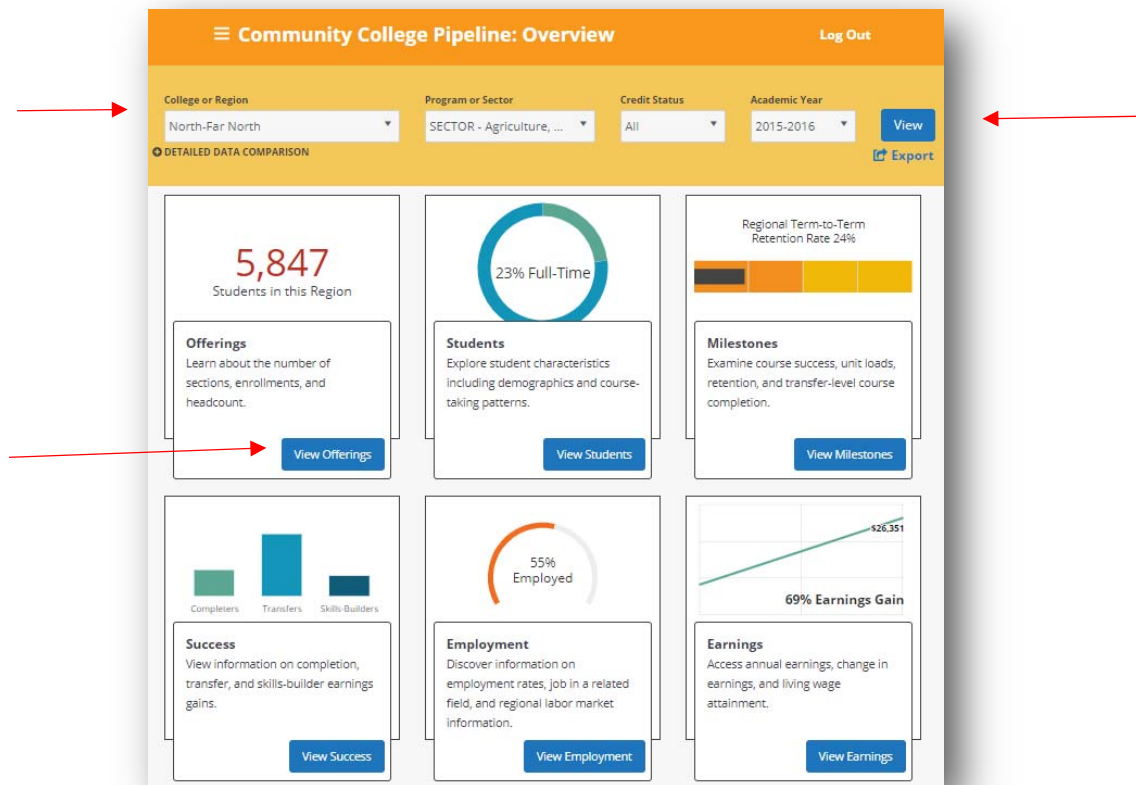 Community College Pipeline: Overview
Log Out
College or Region
Program or Sector
Credit Status
Academic Year
North-Far North
SECTOR - Agriculture, ...
All
2015-2016
View
DETAILED DATA COMPARISON
Export
5,847
Students in this Region
Offerings
Learn about the number of
sections, enrollments, and
headcount.
View Offerings
23% Full-Time
Students
Explore student characteristics
including demographics and course-
taking patterns.
View Students
Regional Term-to-Term
Retention Rate 24%
Milestones
Examine course success, unit loads,
retention, and transfer-level course
completion.
View Milestones
Completers
Transfers
Skills-Builders
Success
View information on completion,
transfer, and skills-builder earnings
gains.
View Success
55%
Employed
Employment
Discover information on
employment rates, job in a related
field, and regional labor market
information.
View Employment
$26,351
69% Earnings Gain
Earnings
Access annual earnings, change in
earnings, and living wage
attainment.
View Earnings